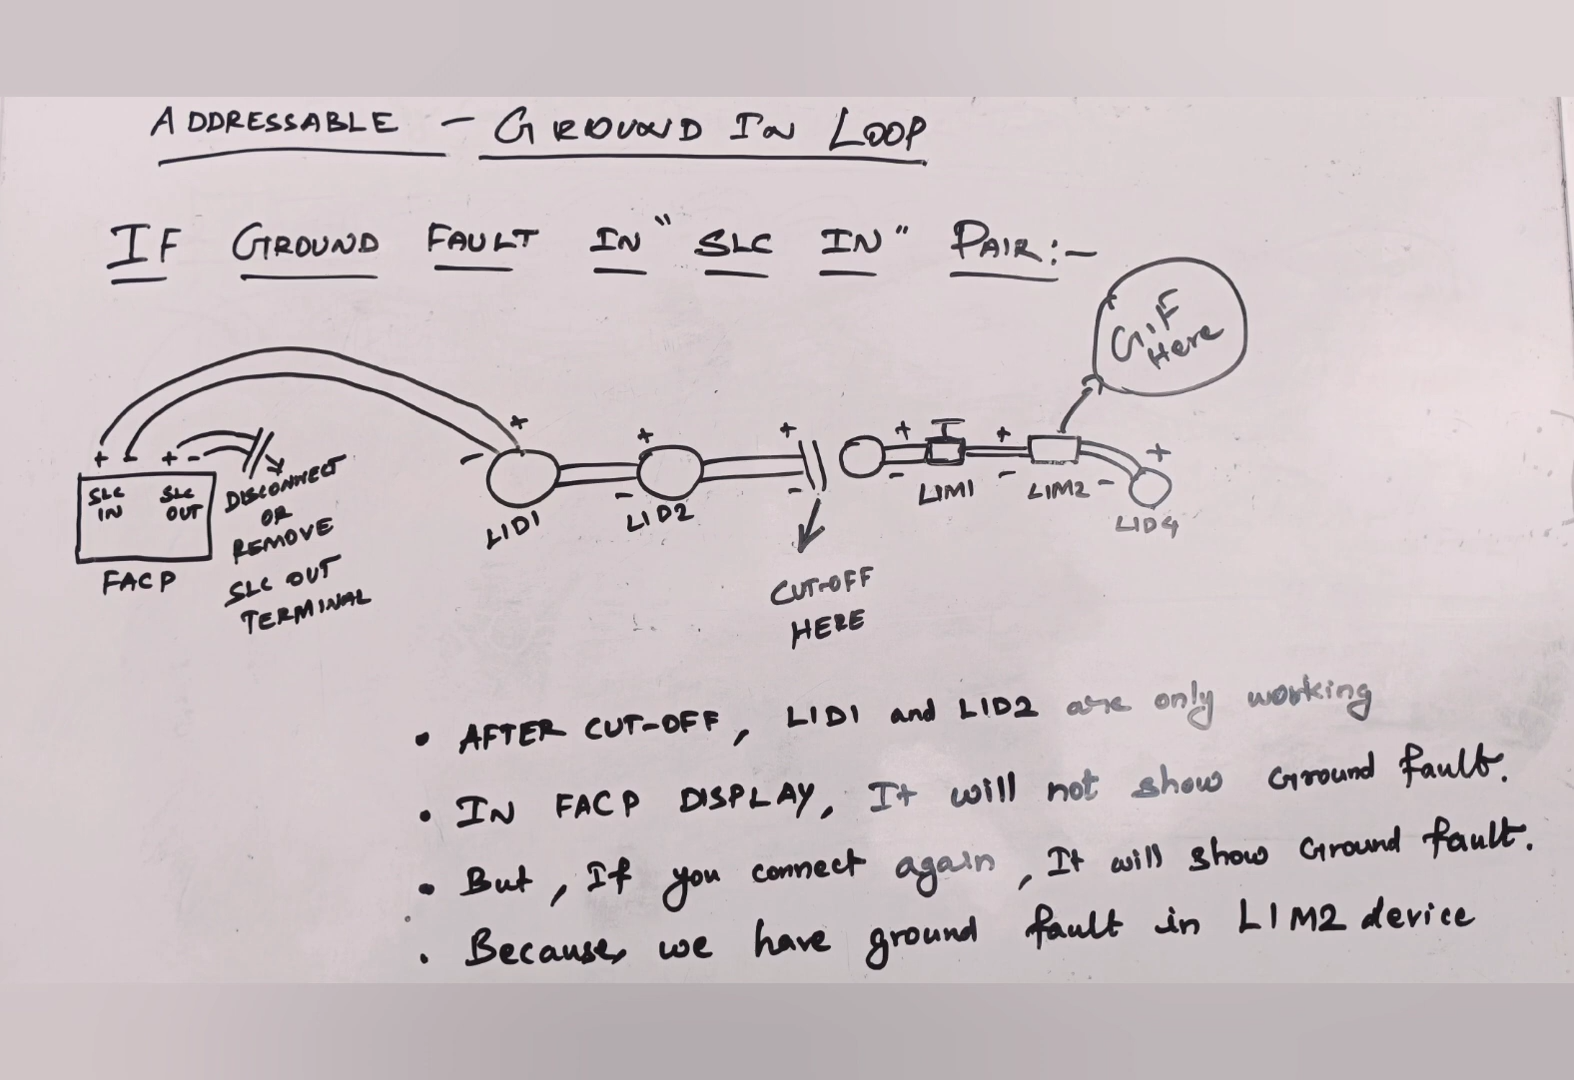 ADDRESSABLE - GROUND IN LOOP
IF GROUND FAULT IN "SLC IN" PAIR:-
G.F
Here
+ - + -
SLC
IN
SLC
OUT
FACP
DISCONNECT
OR
REMOVE
SLC OUT
TERMINAL
+
-
LID1
+
-
LID2
+
-
CUT-OFF
HERE
+
-
I
LIM1
+
-
LIM2
+
-
LID4
• AFTER CUT-OFF, LID1 and LID2 are only working
• IN FACP DISPLAY, It will not show Ground fault.
• But, If you connect again, It will show Ground fault.
• Because, we have ground fault in LIM2 device